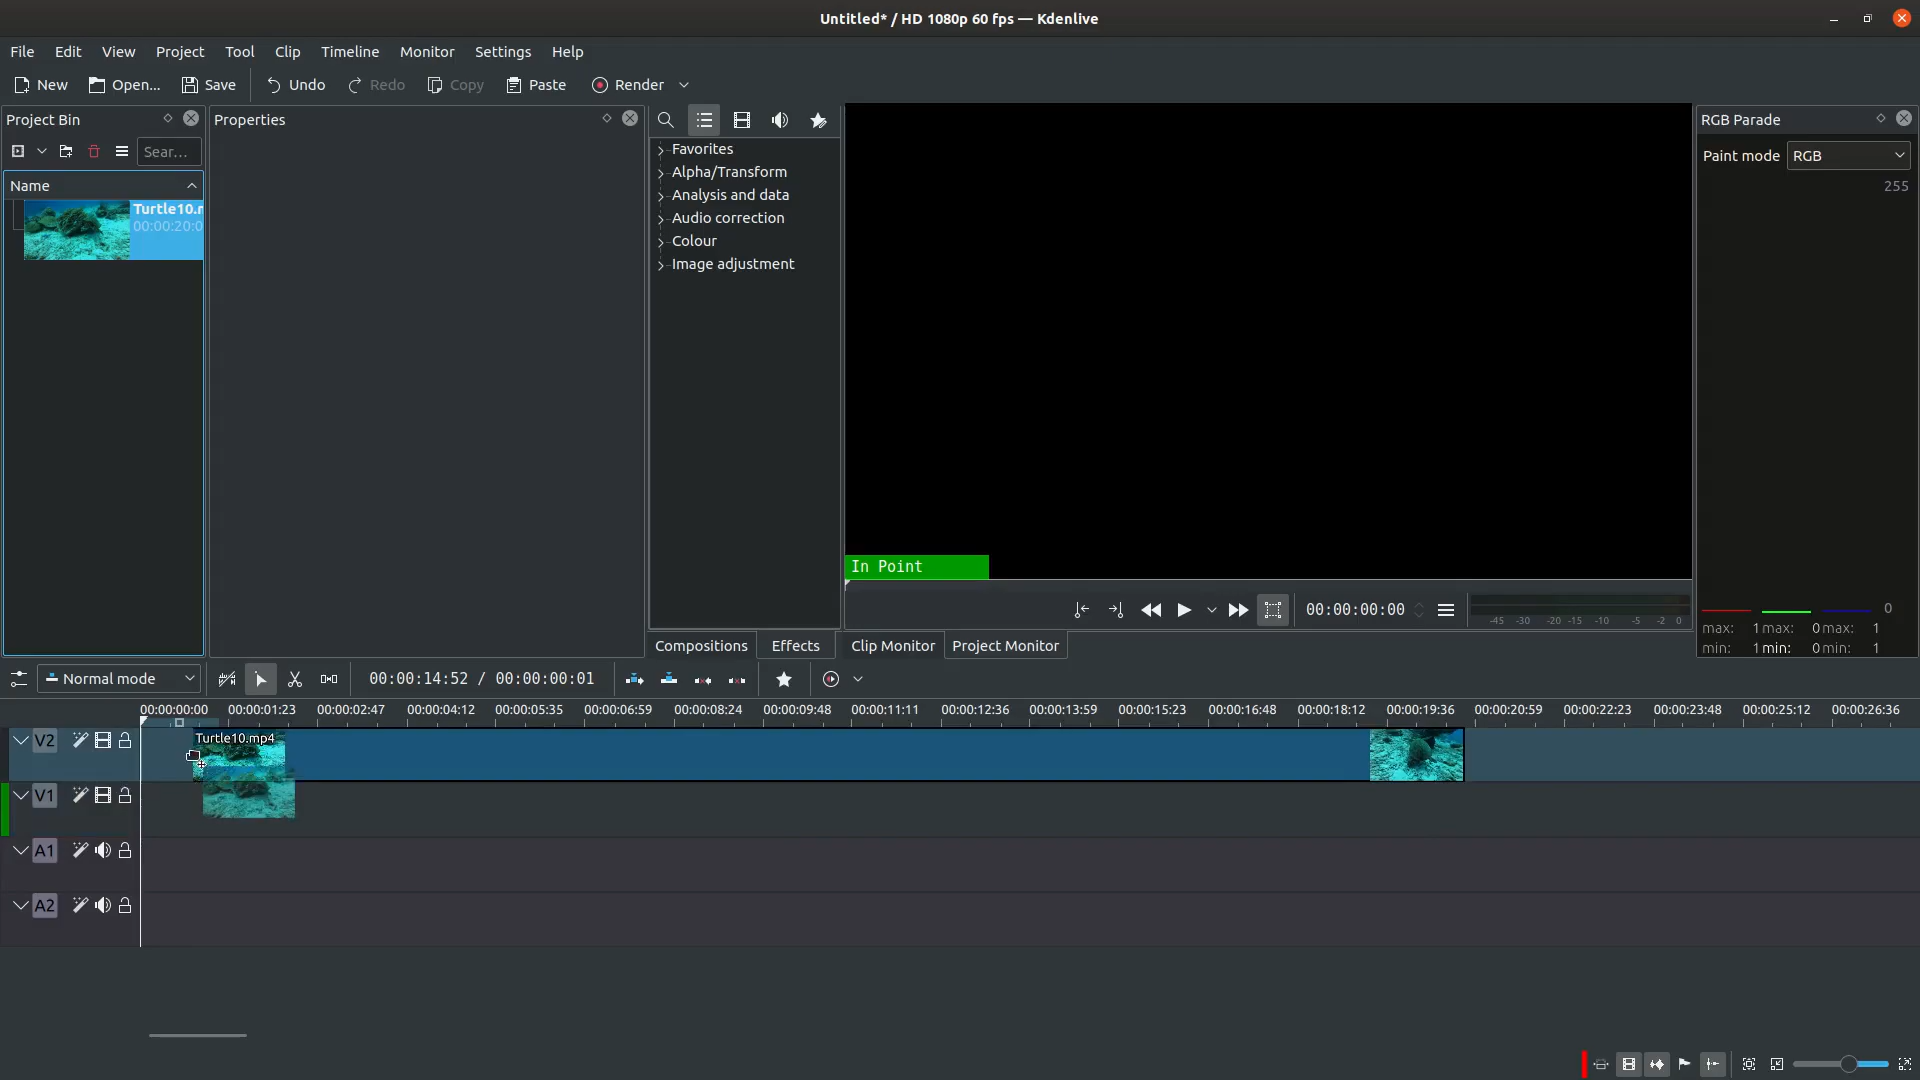 Untitled* / HD 1080p 60 fps — Kdenlive
File Edit View Project Tool Clip Timeline Monitor Settings Help
New Open... Save Undo Redo Copy Paste Render
Project Bin
Properties
RGB Parade
Sear...
Paint mode RGB
255
Name
Turtle10.m
00:00:20:0
Favorites
Alpha/Transform
Analysis and data
Audio correction
Colour
Image adjustment
In Point
00:00:00:00
-45 -30 -20 -15 -10 -5 -2 0
0
max: 1 max: 0 max: 1
min: 1 min: 0 min: 1
Compositions Effects Clip Monitor Project Monitor
Normal mode 00:00:14:52 / 00:00:00:01
00:00:00:00 00:00:01:23 00:00:02:47 00:00:04:12 00:00:05:35 00:00:06:59 00:00:08:24 00:00:09:48 00:00:11:11 00:00:12:36 00:00:13:59 00:00:15:23 00:00:16:48 00:00:18:12 00:00:19:36 00:00:20:59 00:00:22:23 00:00:23:48 00:00:25:12 00:00:26:36
V2 Turtle10.mp4
V1
A1
A2